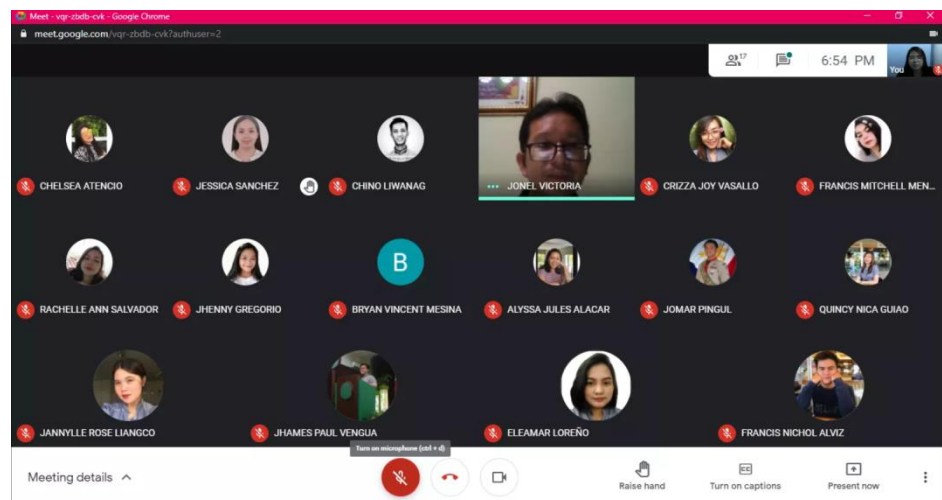 Meet - vqr-zbdb-cvk - Google Chrome
meet.google.com/vqr-zbdb-cvk?authuser=2
17
6:54 PM
You
CHELSEA ATENCIO
JESSICA SANCHEZ
CHINO LIWANAG
JONEL VICTORIA
CRIZZA JOY VASALLO
FRANCIS MITCHELL MEN...
RACHELLE ANN SALVADOR
JHENNY GREGORIO
B
BRYAN VINCENT MESINA
ALYSSA JULES ALACAR
JOMAR PINGUL
QUINCY NICA GUIAO
JANNYLLE ROSE LIANGCO
JHAMES PAUL VENGUA
ELEAMAR LOREÑO
FRANCIS NICHOL ALVIZ
Turn on microphone (ctrl + d)
Meeting details
Raise hand
CC
Turn on captions
Present now